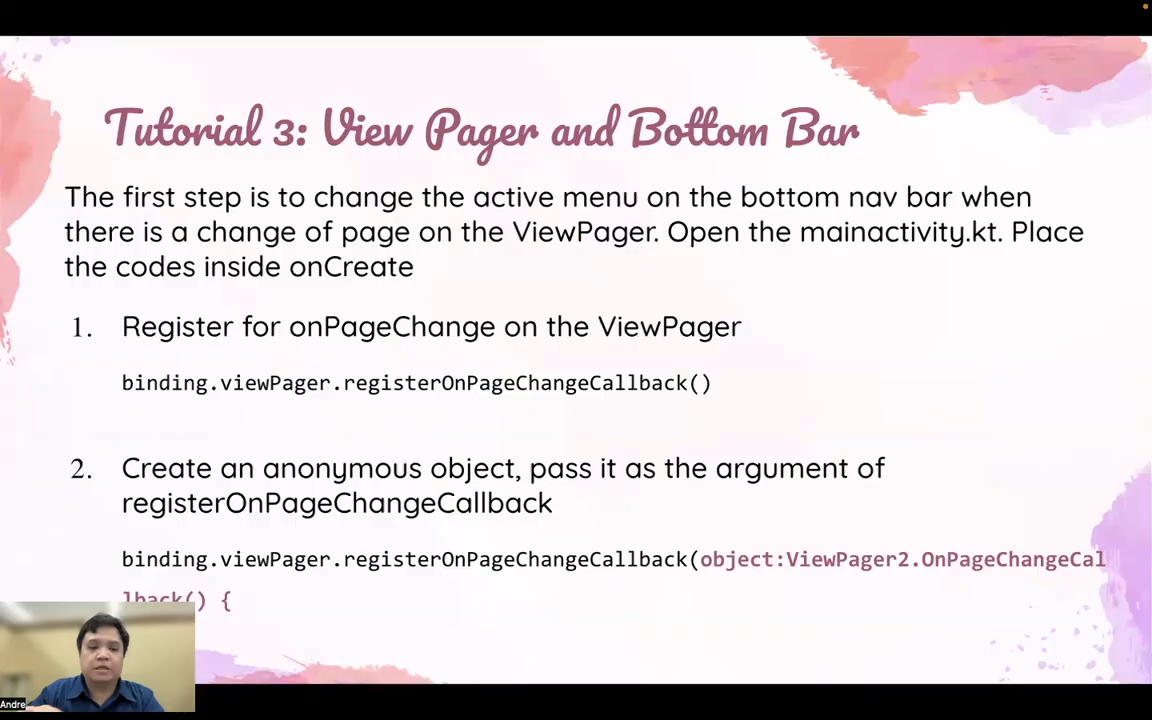 Tutorial 3: View Pager and Bottom Bar
The first step is to change the active menu on the bottom nav bar when
there is a change of page on the ViewPager. Open the mainactivity.kt. Place
the codes inside onCreate
1. Register for onPageChange on the ViewPager
binding.viewPager.registerOnPageChangeCallback()
2. Create an anonymous object, pass it as the argument of
registerOnPageChangeCallback
binding.viewPager.registerOnPageChangeCallback(object:ViewPager2.OnPageChangeCal
lback() {
Andre